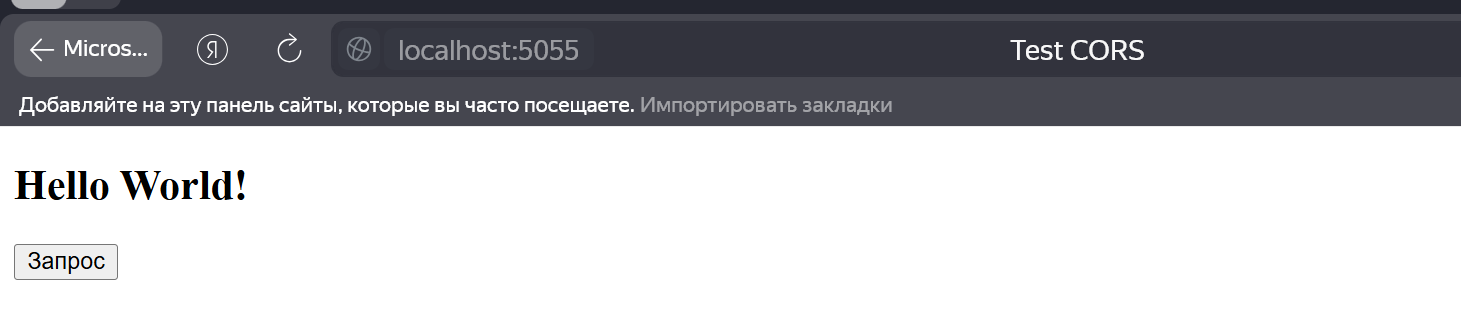 Micros...
Я
localhost:5055
Test CORS
Добавляйте на эту панель сайты, которые вы часто посещаете. Импортировать закладки
Hello World!
Запрос